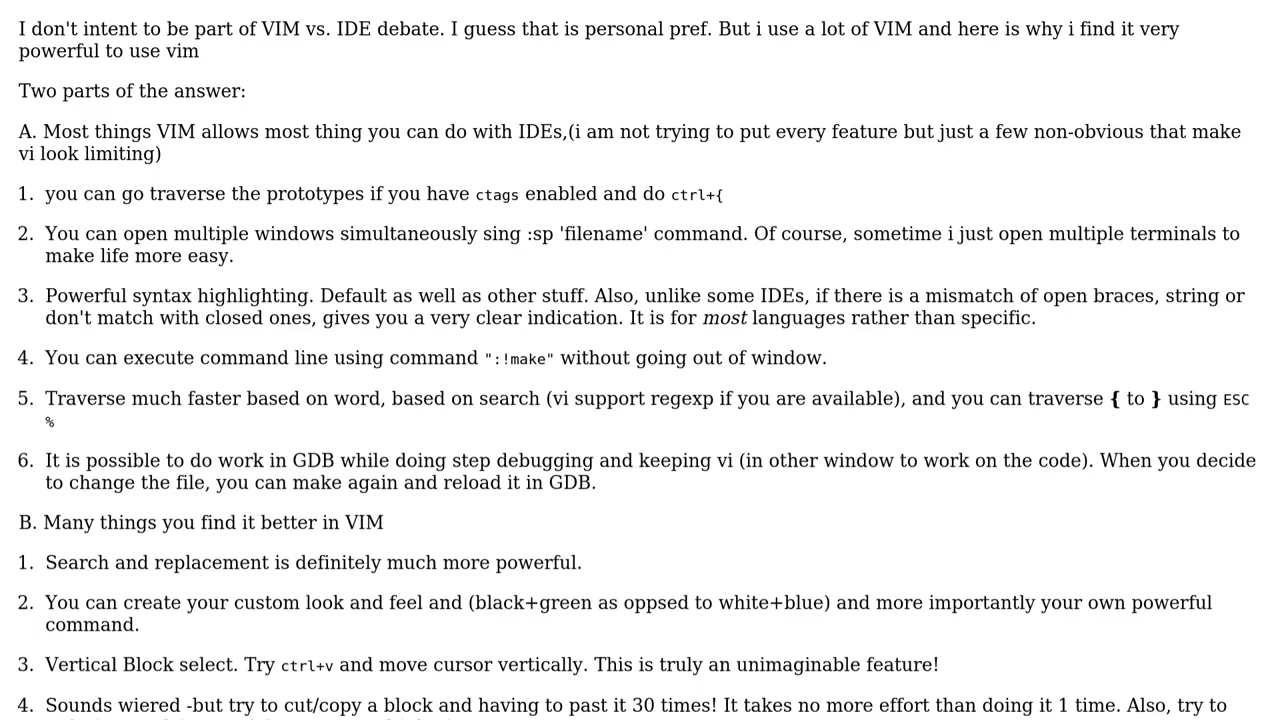 I don't intent to be part of VIM vs. IDE debate. I guess that is personal pref. But i use a lot of VIM and here is why i find it very
powerful to use vim
Two parts of the answer:
A. Most things VIM allows most thing you can do with IDEs,(i am not trying to put every feature but just a few non-obvious that make
vi look limiting)
1. you can go traverse the prototypes if you have ctags enabled and do ctrl+{
2. You can open multiple windows simultaneously sing :sp 'filename' command. Of course, sometime i just open multiple terminals to
make life more easy.
3. Powerful syntax highlighting. Default as well as other stuff. Also, unlike some IDEs, if there is a mismatch of open braces, string or
don't match with closed ones, gives you a very clear indication. It is for most languages rather than specific.
4. You can execute command line using command ":!make" without going out of window.
5. Traverse much faster based on word, based on search (vi support regexp if you are available), and you can traverse { to } using ESC
%
6. It is possible to do work in GDB while doing step debugging and keeping vi (in other window to work on the code). When you decide
to change the file, you can make again and reload it in GDB.
B. Many things you find it better in VIM
1. Search and replacement is definitely much more powerful.
2. You can create your custom look and feel and (black+green as oppsed to white+blue) and more importantly your own powerful
command.
3. Vertical Block select. Try ctrl+v and move cursor vertically. This is truly an unimaginable feature!
4. Sounds wiered -but try to cut/copy a block and having to past it 30 times! It takes no more effort than doing it 1 time. Also, try to